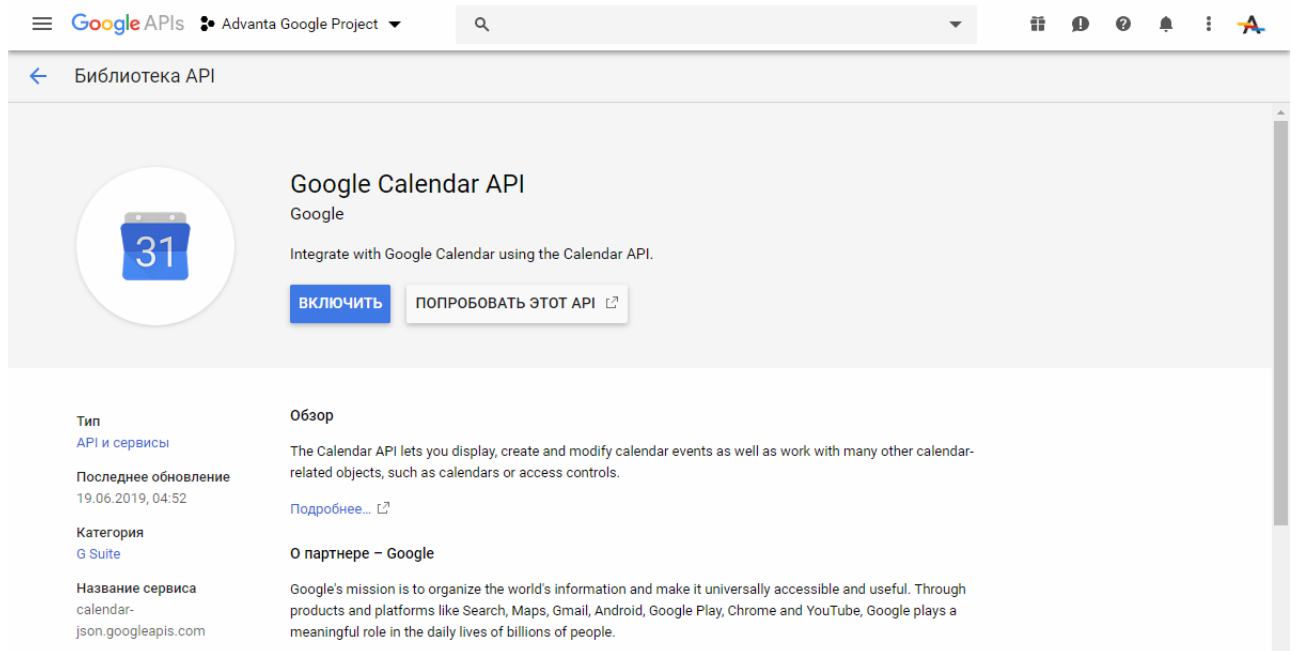 Google APIs Advanta Google Project
Библиотека API
31
Google Calendar API
Google
Integrate with Google Calendar using the Calendar API.
ВКЛЮЧИТЬ ПОПРОБОВАТЬ ЭТОТ API
Тип
API и сервисы
Последнее обновление
19.06.2019, 04:52
Категория
G Suite
Название сервиса
calendar-
json.googleapis.com
Обзор
The Calendar API lets you display, create and modify calendar events as well as work with many other calendar-
related objects, such as calendars or access controls.
Подробнее...
О партнере – Google
Google's mission is to organize the world's information and make it universally accessible and useful. Through
products and platforms like Search, Maps, Gmail, Android, Google Play, Chrome and YouTube, Google plays a
meaningful role in the daily lives of billions of people.